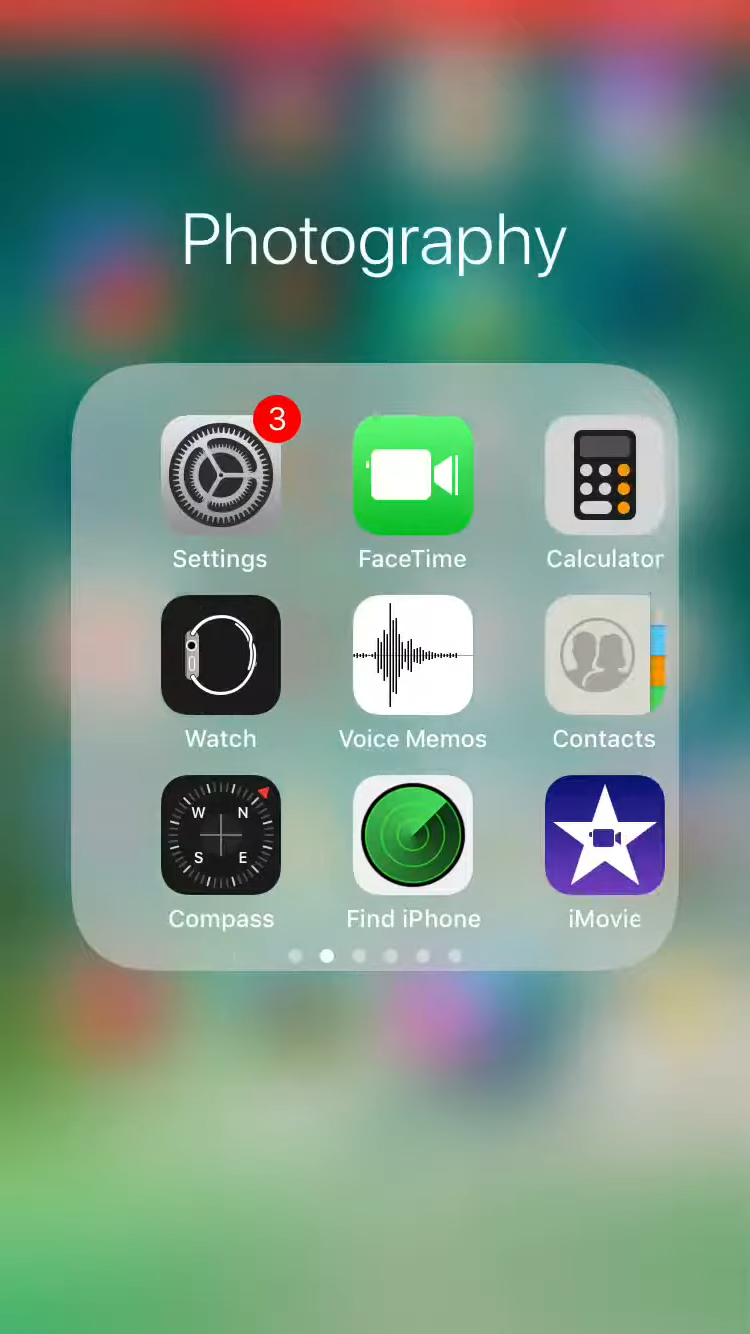 Photography
3
Settings FaceTime Calculator
Watch Voice Memos Contacts
W N
S E
Compass Find iPhone iMovie